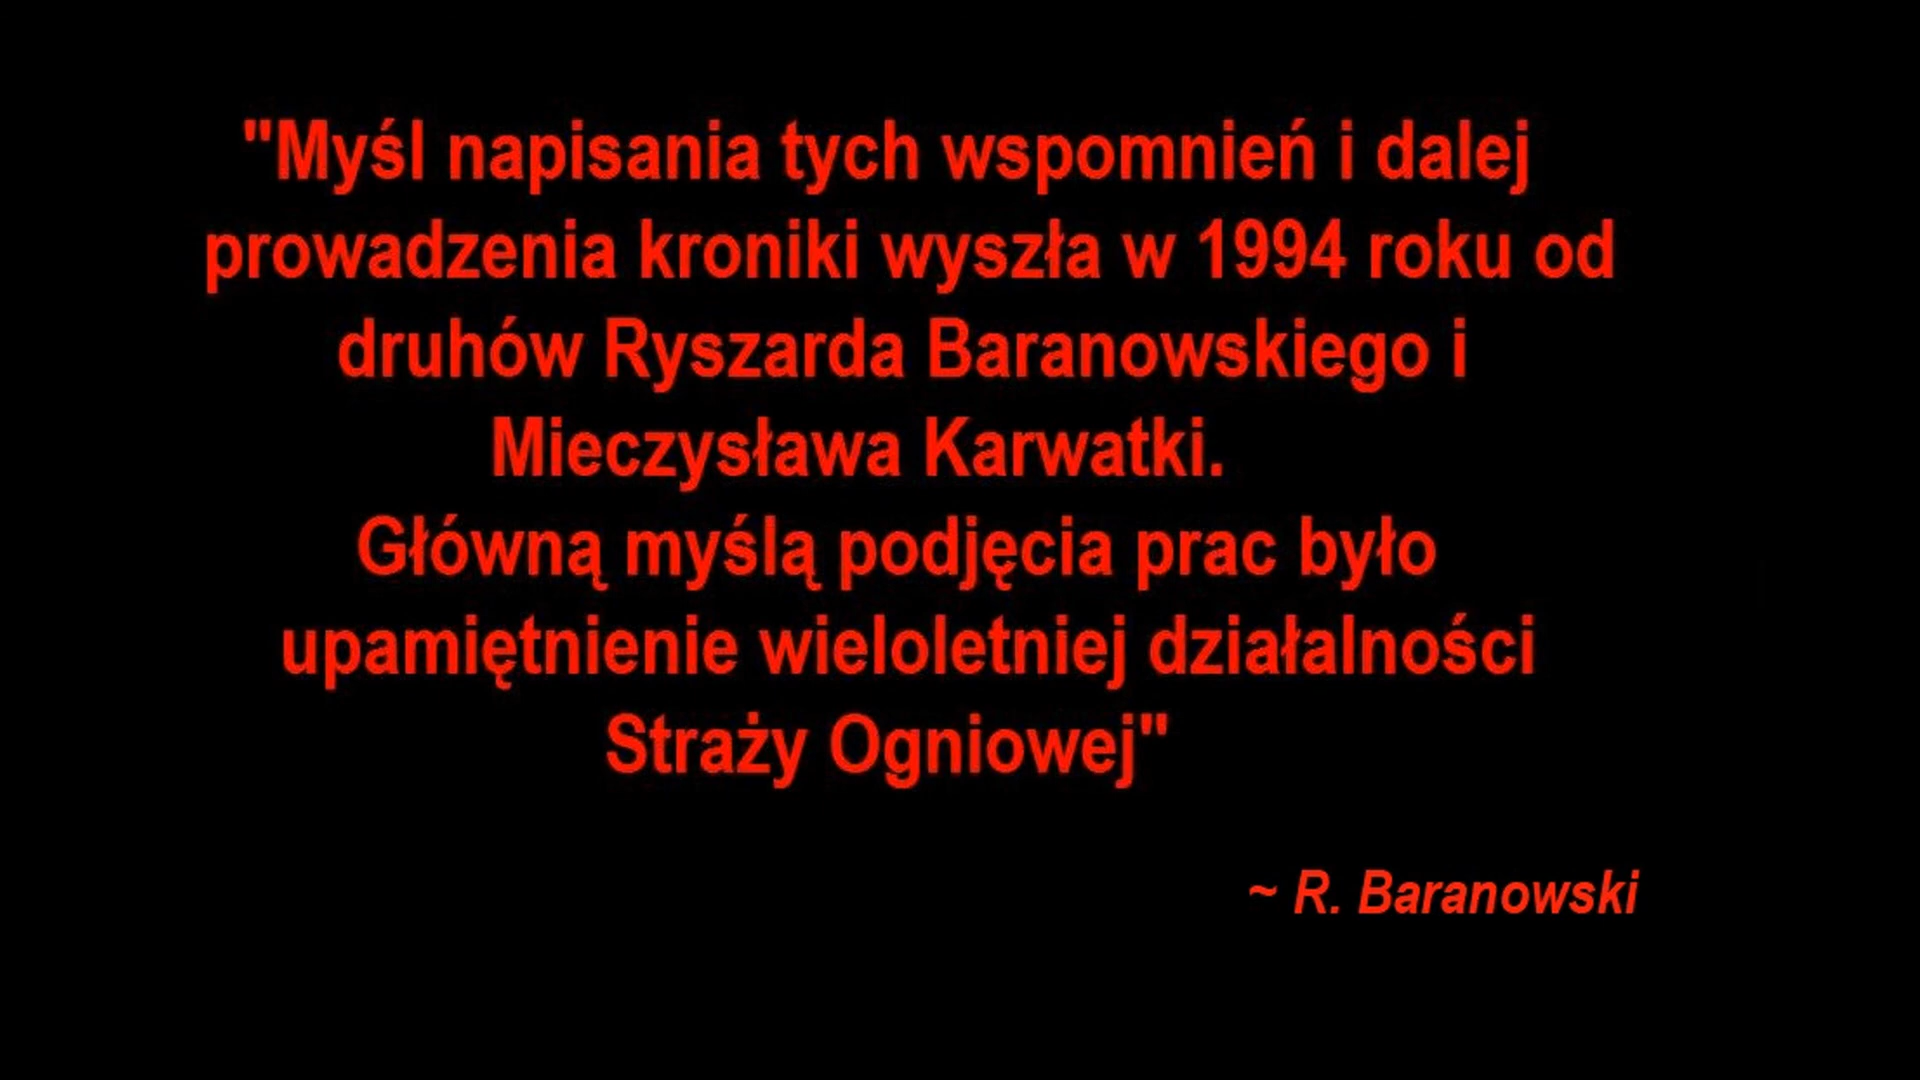 "Myśl napisania tych wspomnień i dalej
prowadzenia kroniki wyszła w 1994 roku od
druhów Ryszarda Baranowskiego i
Mieczysława Karwatki.
Główną myślą podjęcia prac było
upamiętnienie wieloletniej działalności
Straży Ogniowej"
~ R. Baranowski